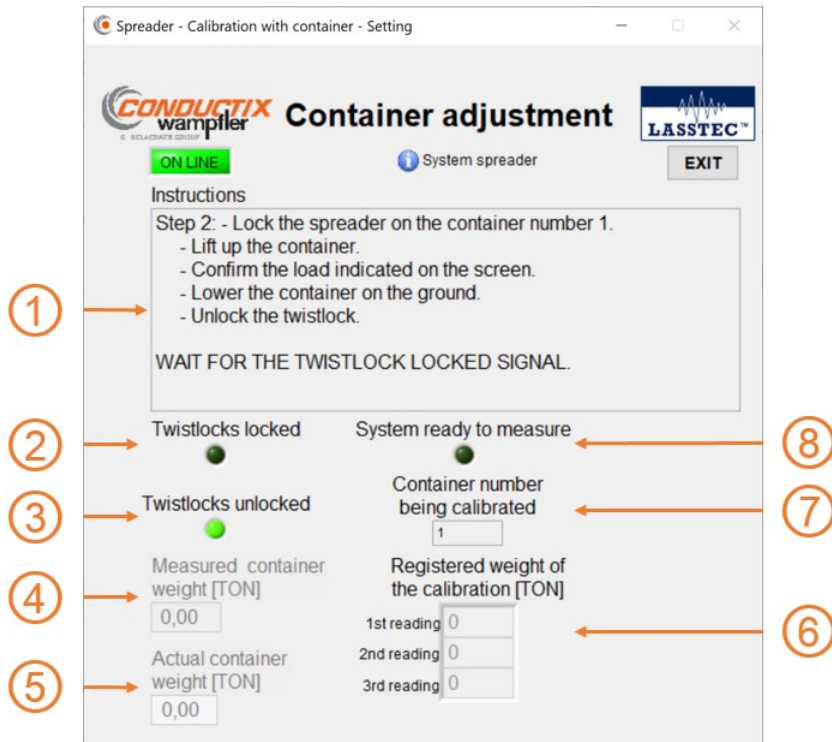 Spreader - Calibration with container - Setting
CONDUCTIX
wampfler
Container adjustment
LASSTEC™
ON LINE
System spreader
EXIT
Instructions
Step 2: - Lock the spreader on the container number 1.
- Lift up the container.
- Confirm the load indicated on the screen.
- Lower the container on the ground.
- Unlock the twistlock.
WAIT FOR THE TWISTLOCK LOCKED SIGNAL.
1
Twistlocks locked
System ready to measure
2
8
Twistlocks unlocked
Container number
being calibrated
1
3
7
Measured container
weight [TON]
0,00
4
Registered weight of
the calibration [TON]
1st reading 0
2nd reading 0
3rd reading 0
6
Actual container
weight [TON]
0,00
5